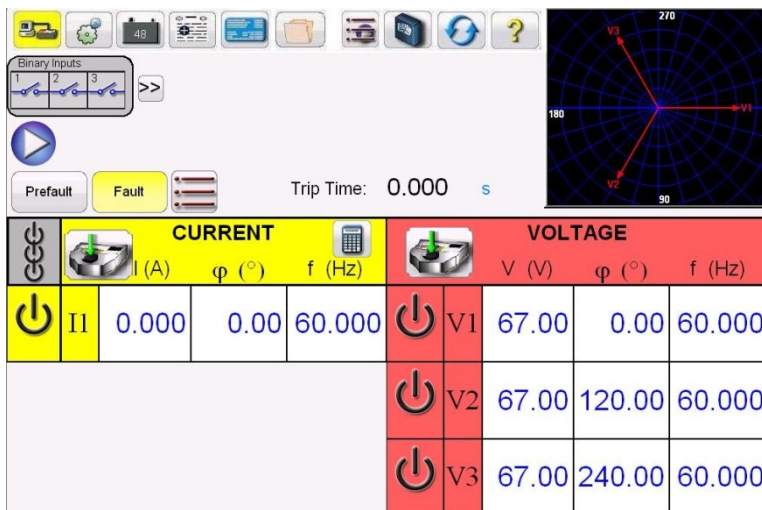 48
270
V3
Binary Inputs
1 2 3
>>
180
V1
Prefault
Fault
Trip Time: 0.000 s
V2
90
CURRENT
VOLTAGE
I (A) φ (°) f (Hz)
V (V) φ (°) f (Hz)
I1 0.000 0.00 60.000
V1 67.00 0.00 60.000
V2 67.00 120.00 60.000
V3 67.00 240.00 60.000